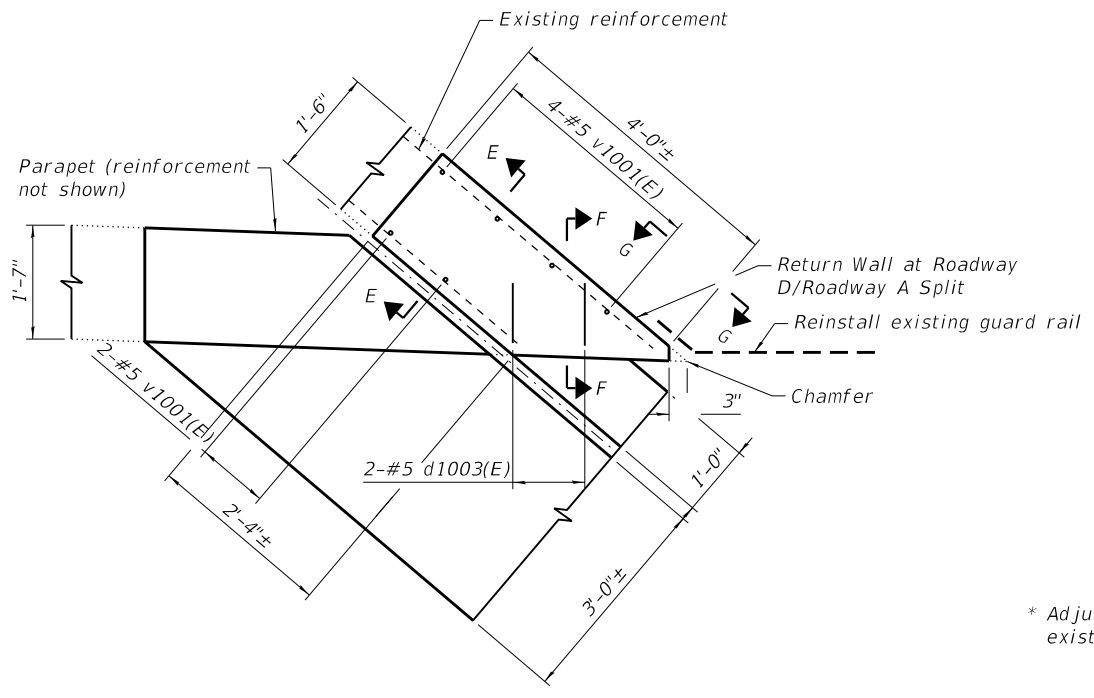 Existing reinforcement
1'-6"
4'-0"±
4-#5 v1001(E)
Parapet (reinforcement
not shown)
E
F
G
1'-7"
Return Wall at Roadway
D/Roadway A Split
E
G
Reinstall existing guard rail
F
Chamfer
3"
2-#5 v1001(E)
2-#5 d1003(E)
1'-0"
2'-4"±
3'-0"±
* Adju
exist